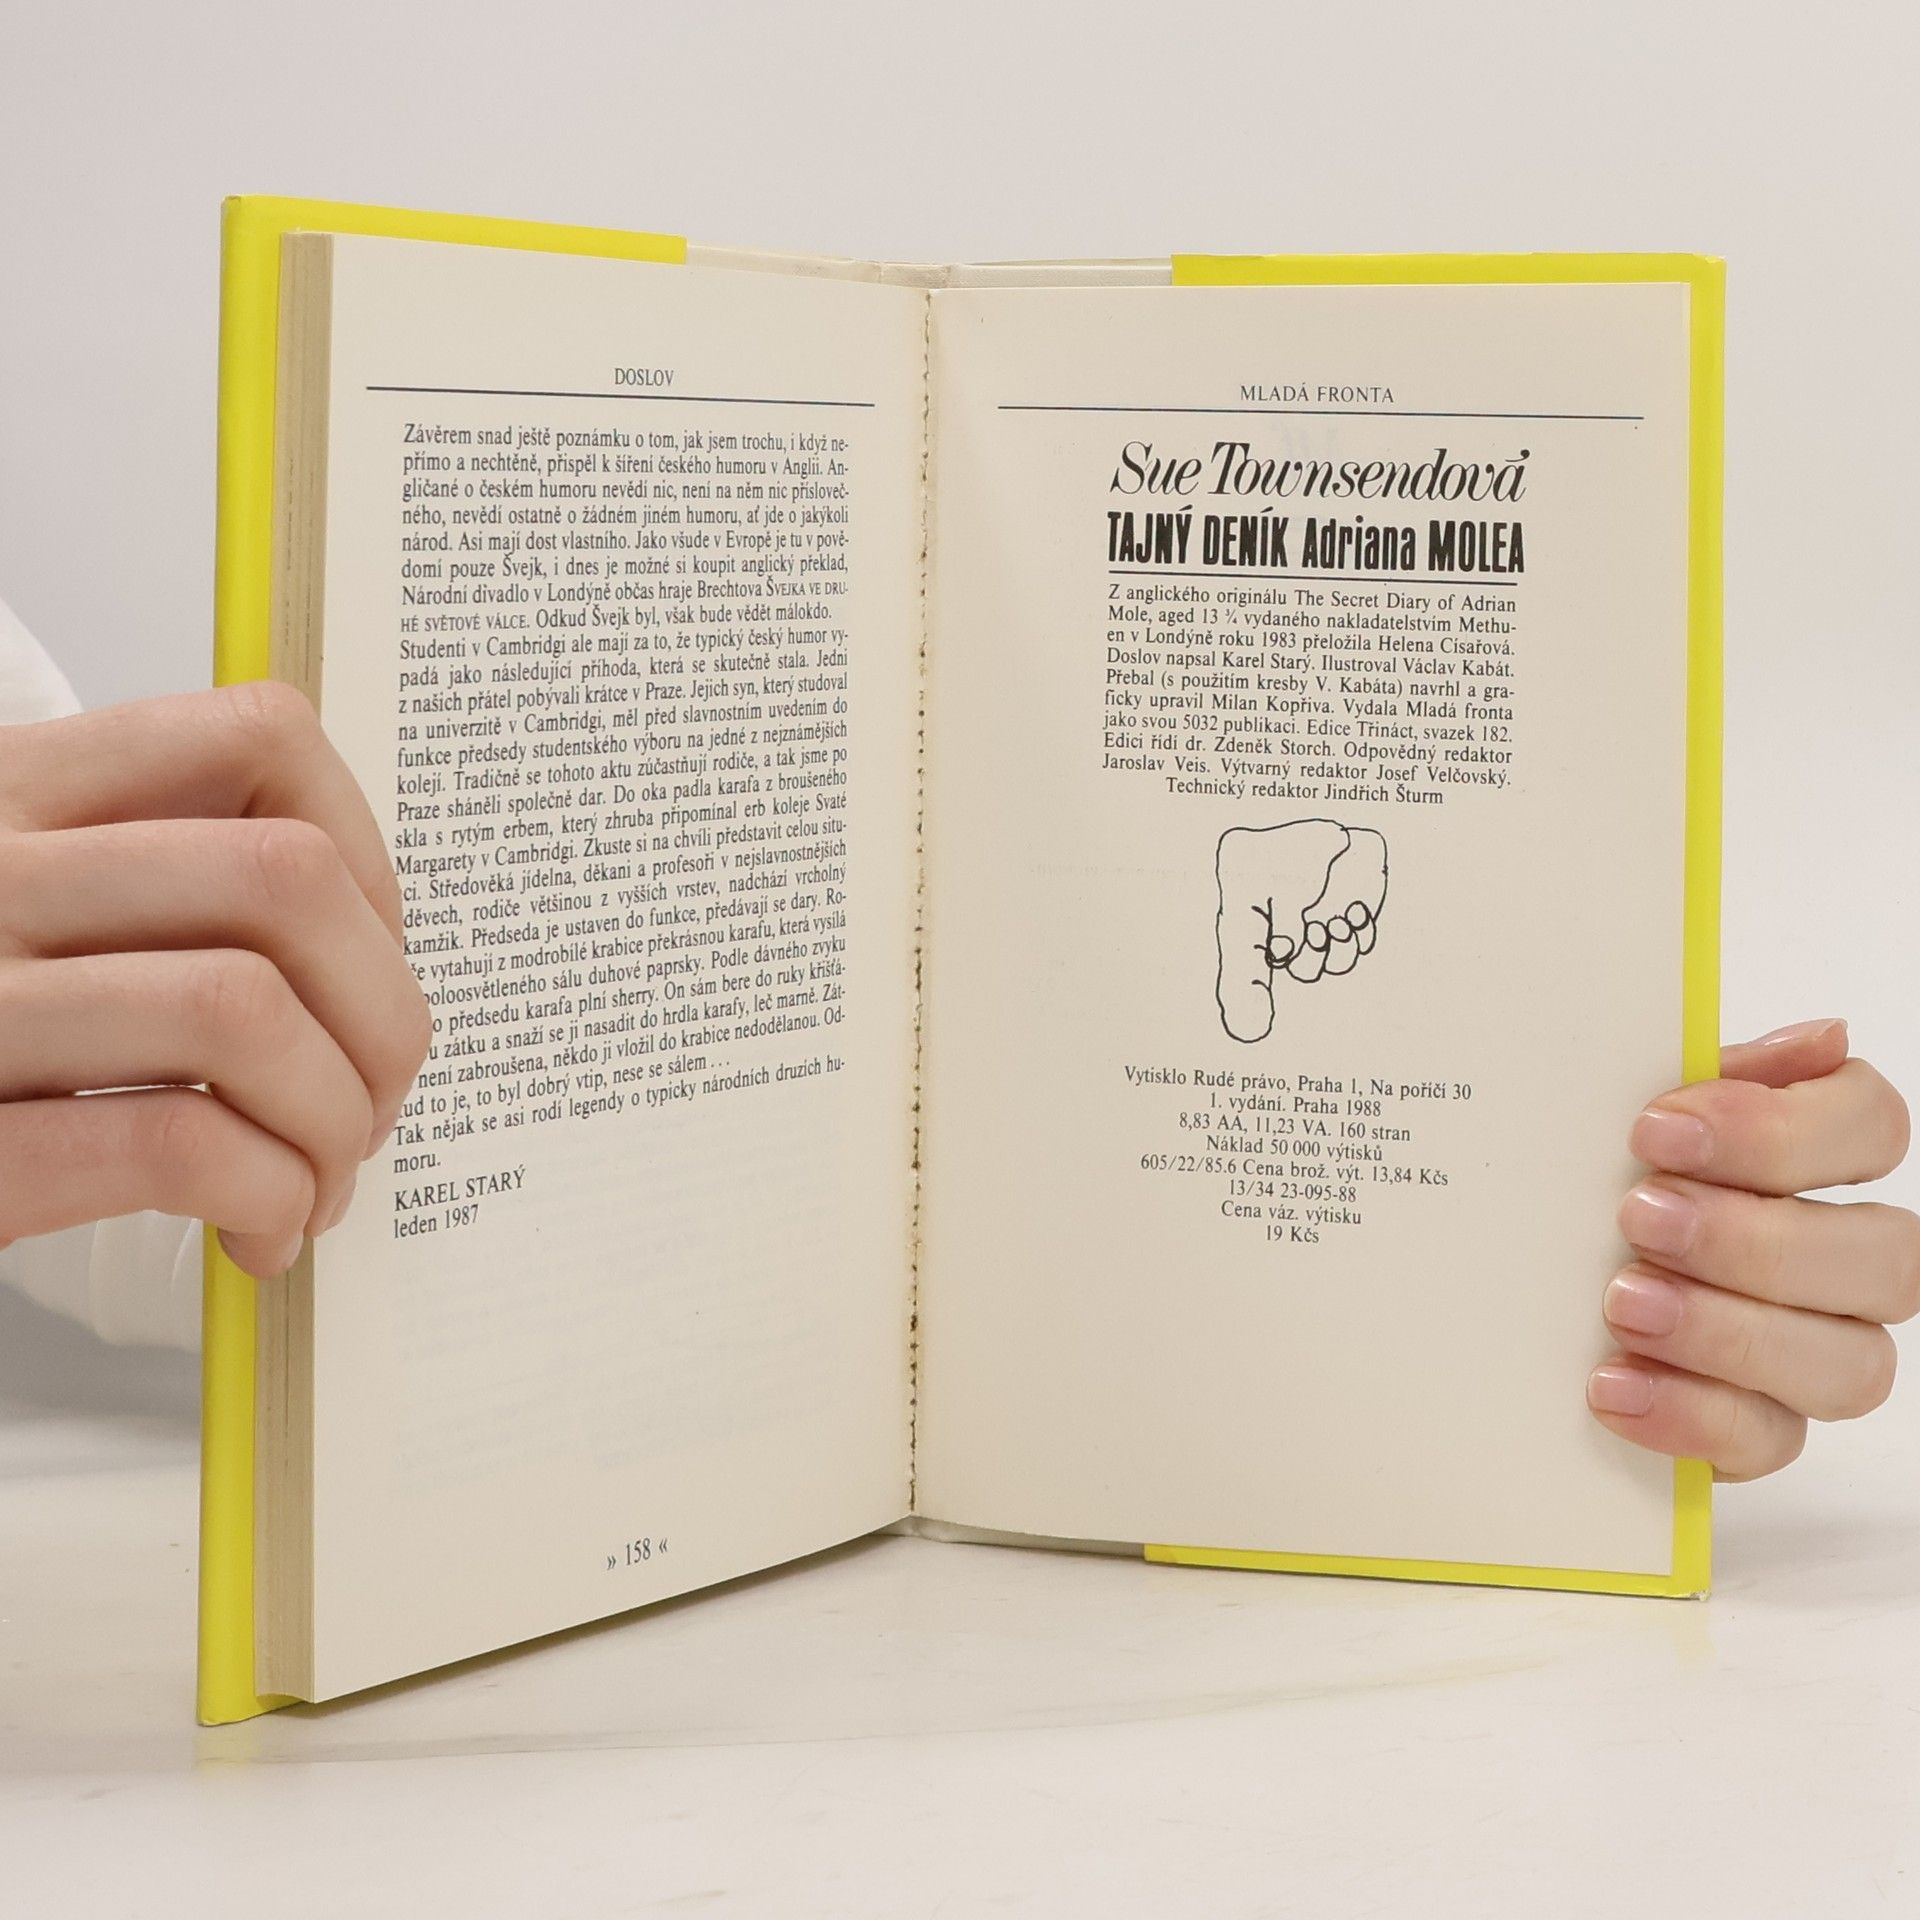 DOSLOV
Závěrem snad ještě poznámku o tom, jak jsem trochu, i když ne-
přímo a nechtěně, přispěl k šíření českého humoru v Anglii. An-
gličané o českém humoru nevědí nic, není na něm nic příslověč-
ného, nevědí ostatně o žádném jiném humoru, ať jde o jakýkoli
národ. Asi mají dost vlastního. Jako všude v Evropě je tu v pově-
domí pouze Švejk, i dnes je možné si koupit anglický překlad,
Národní divadlo v Londýně občas hraje Brechtova ŠVEJKA VE DRU-
HÉ SVĚTOVÉ VÁLCE. Odkud Švejk byl, však bude vědět málokdo.
Studenti v Cambridgi ale mají za to, že typický český humor vy-
padá jako následující příhoda, která se skutečně stala. Jedni
z našich přátel pobývali krátce v Praze. Jejich syn, který studoval
na univerzitě v Cambridgi, měl před slavnostním uvedením do
funkce předsedy studentského výboru na jedné z nejznámějších
kolejí. Tradičně se tohoto aktu zúčastňují rodiče, a tak jsme po
Praze sháněli společně dar. Do oka padla karafa z broušeného
skla s rytým erbem, který zhruba připomínal erb koleje Svaté
Margarety v Cambridgi. Zkuste si na chvíli představit celou situ-
ci. Středověká jídelna, děkani a profesoři v nejslavnostnějších
děvech, rodiče většinou z vyšších vrstev, nadchází vrcholný
kamžik. Předseda je ustaven do funkce, předávají se dary. Ro-
če vytahují z modrobílé krabice překrásnou karafu, která vysílá
poloosvětleného sálu duhové paprsky. Podle dávného zvyku
o předsedu karafa plní sherry. On sám bere do ruky křišťá-
u zátku a snaží se ji nasadit do hrdla karafy, leč marně. Zát-
není zabroušena, někdo ji vložil do krabice nedodělanou. Od-
ud to je, to byl dobrý vtip, nese se sálem ...
Tak nějak se asi rodí legendy o typicky národních druzích hu-
moru.
KAREL STARÝ
leden 1987
» 158 «
MLADÁ FRONTA
Sue Townsendová
TAJNÝ DENÍK Adriana MOLEA
Z anglického originálu The Secret Diary of Adrian
Mole, aged 13 ¾ vydaného nakladatelstvím Methu-
en v Londýně roku 1983 přeložila Helena Císařová.
Doslov napsal Karel Starý. Ilustroval Václav Kabát.
Přebal (s použitím kresby V. Kabáta) navrhl a gra-
ficky upravil Milan Kopřiva. Vydala Mladá fronta
jako svou 5032 publikaci. Edice Třináct, svazek 182.
Edici řídí dr. Zdeněk Storch. Odpovědný redaktor
Jaroslav Veis. Výtvarný redaktor Josef Velčovský.
Technický redaktor Jindřich Šturm
Vytisklo Rudé právo, Praha 1, Na poříčí 30
1. vydání. Praha 1988
8,83 AA, 11,23 VA. 160 stran
Náklad 50 000 výtisků
605/22/85.6 Cena brož. výt. 13,84 Kčs
13/34 23-095-88
Cena váz. výtisku
19 Kčs